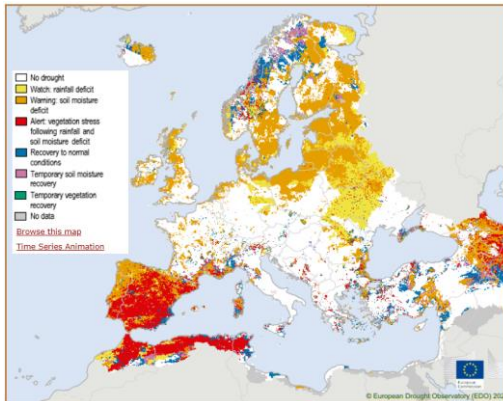 No drought
Watch: rainfall deficit
Warning: soil moisture
deficit
Alert: vegetation stress
following rainfall and
soil moisture deficit
Recovery to normal
conditions
Temporary soil moisture
recovery
Temporary vegetation
recovery
No data
Browse this map
Time Series Animation
European
Commission
© European Drought Observatory (EDO) 202